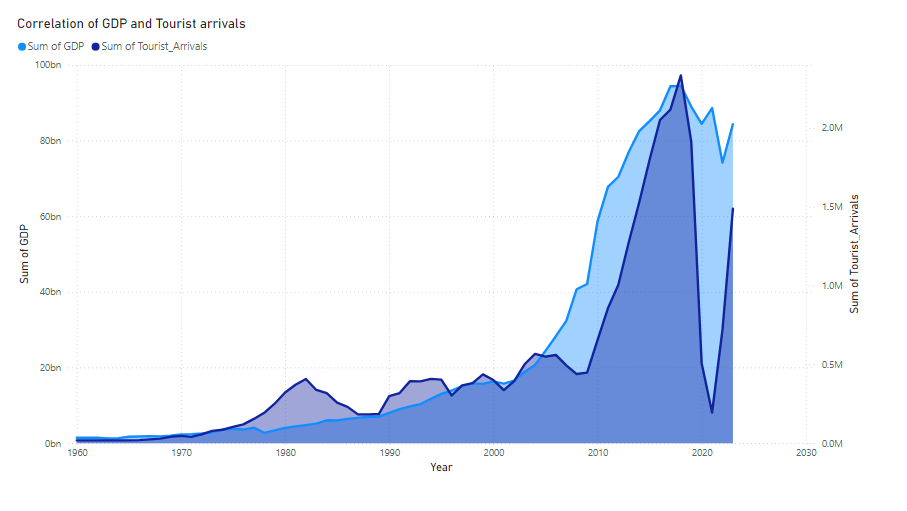 Correlation of GDP and Tourist arrivals
Sum of GDP Sum of Tourist_Arrivals
100bn
80bn
60bn
40bn
20bn
0bn
Sum of GDP
2.0M
1.5M
1.0M
0.5M
0.0M
Sum of Tourist_Arrivals
1960 1970 1980 1990 2000 2010 2020 2030
Year